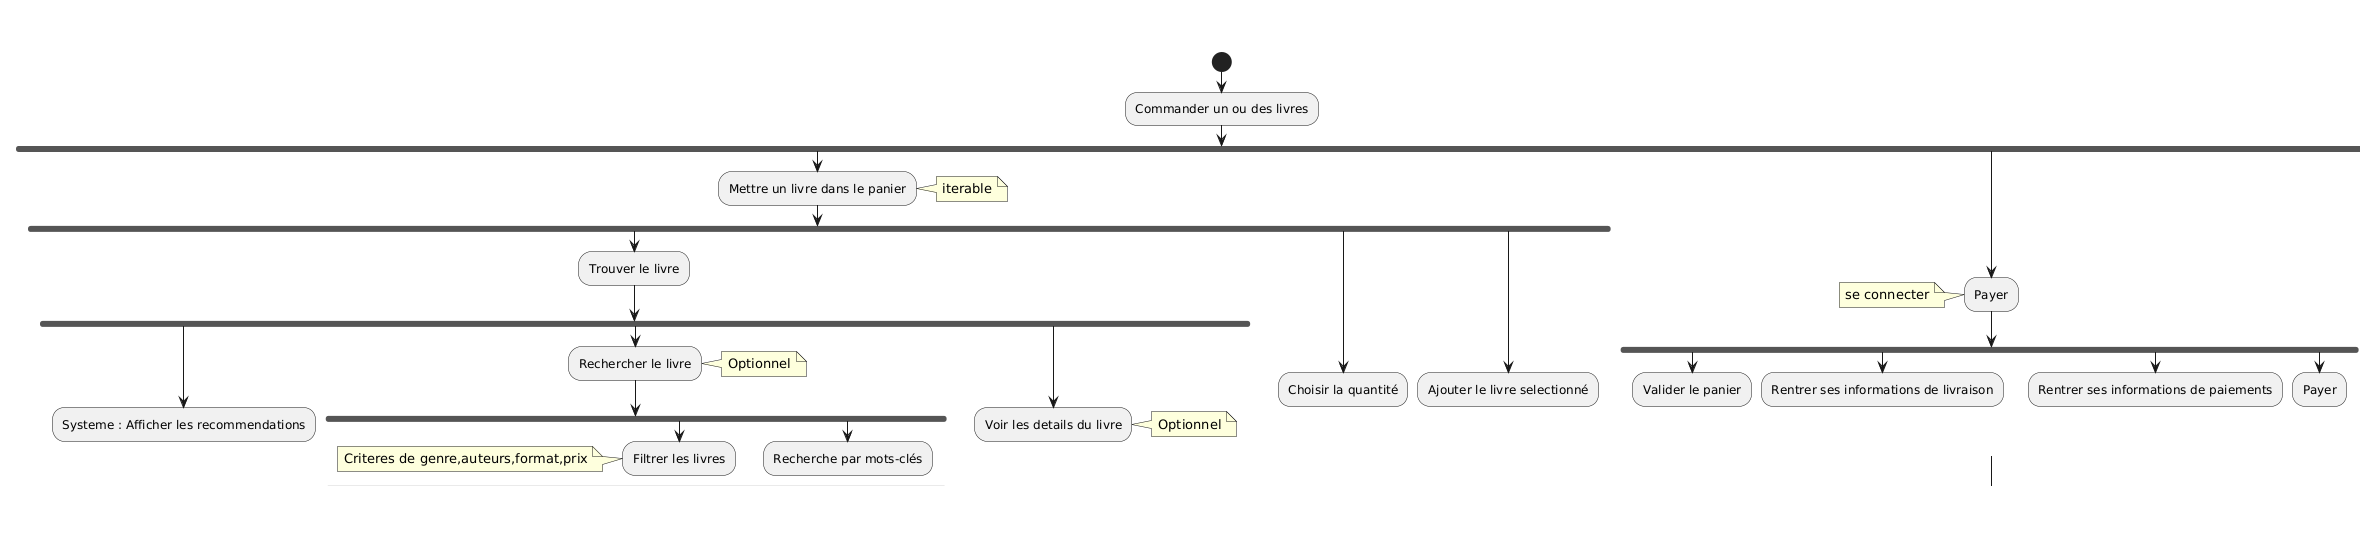 Commander un ou des livres
Mettre un livre dans le panier
iterable
Trouver le livre
se connecter
Payer
Rechercher le livre
Optionnel
Choisir la quantité
Ajouter le livre selectionné
Valider le panier
Rentrer ses informations de livraison
Rentrer ses informations de paiements
Payer
Systeme : Afficher les recommendations
Voir les details du livre
Optionnel
Criteres de genre,auteurs,format,prix
Filtrer les livres
Recherche par mots-clés